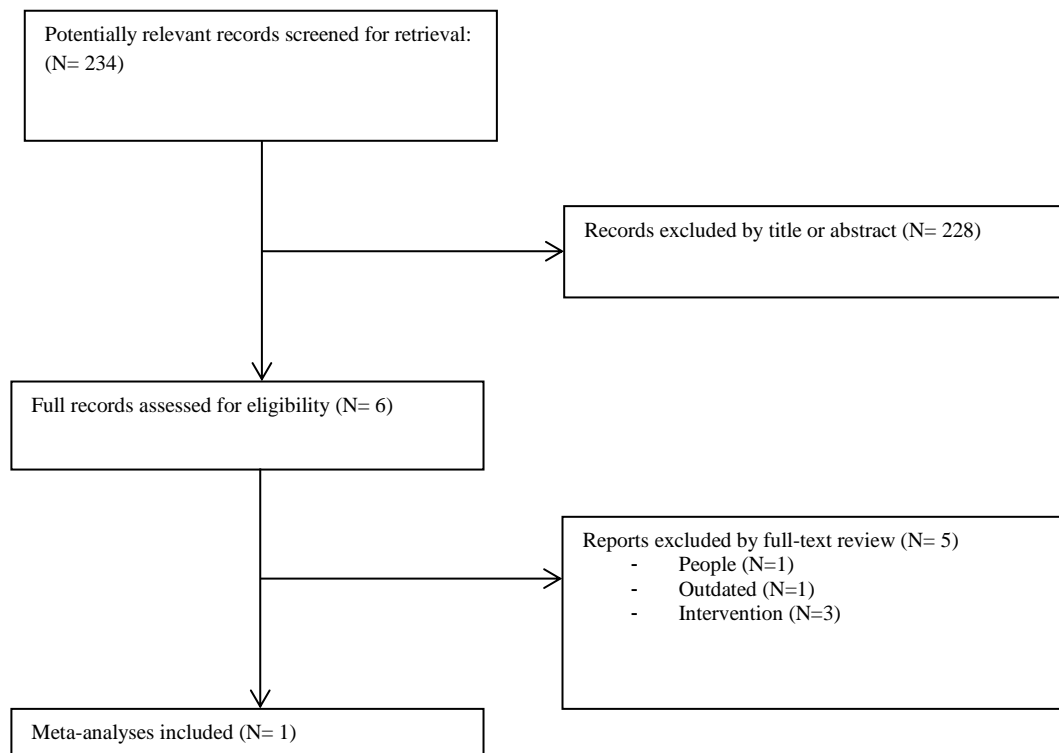 Potentially relevant records screened for retrieval:
(N= 234)
Records excluded by title or abstract (N= 228)
Full records assessed for eligibility (N= 6)
Reports excluded by full-text review (N= 5)
- People (N=1)
- Outdated (N=1)
- Intervention (N=3)
Meta-analyses included (N= 1)